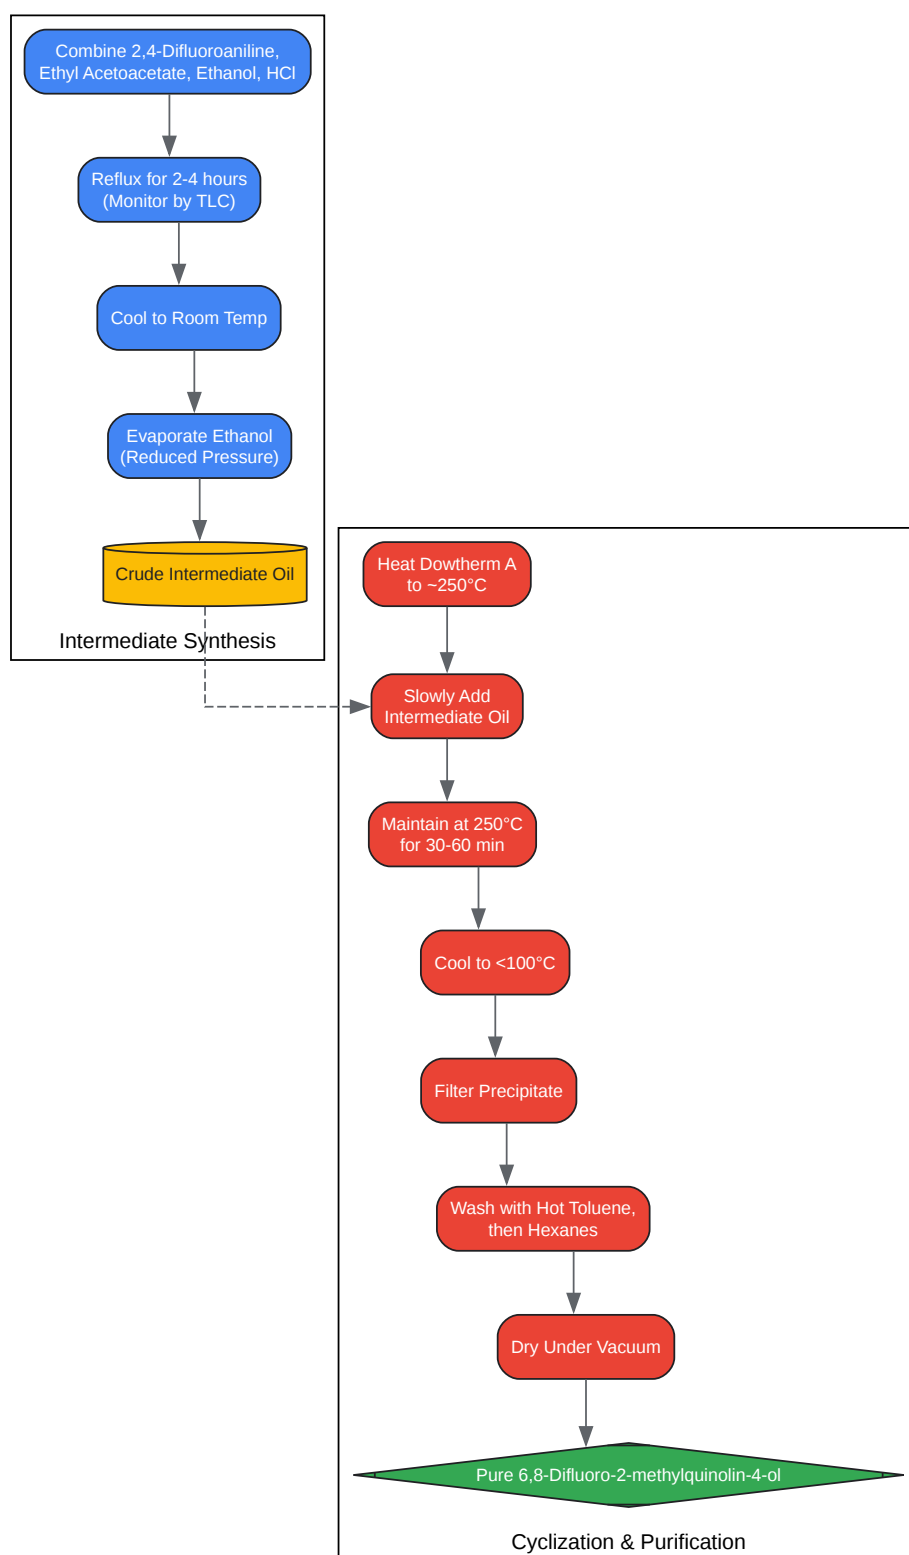 Combine 2,4-Difluoroaniline,
Ethyl Acetoacetate, Ethanol, HCl
Reflux for 2-4 hours
(Monitor by TLC)
Cool to Room Temp
Evaporate Ethanol
(Reduced Pressure)
Crude Intermediate Oil
Intermediate Synthesis
Heat Dowtherm A
to ~250°C
Slowly Add
Intermediate Oil
Maintain at 250°C
for 30-60 min
Cool to <100°C
Filter Precipitate
Wash with Hot Toluene,
then Hexanes
Dry Under Vacuum
Pure 6,8-Difluoro-2-methylquinolin-4-ol
Cyclization & Purification